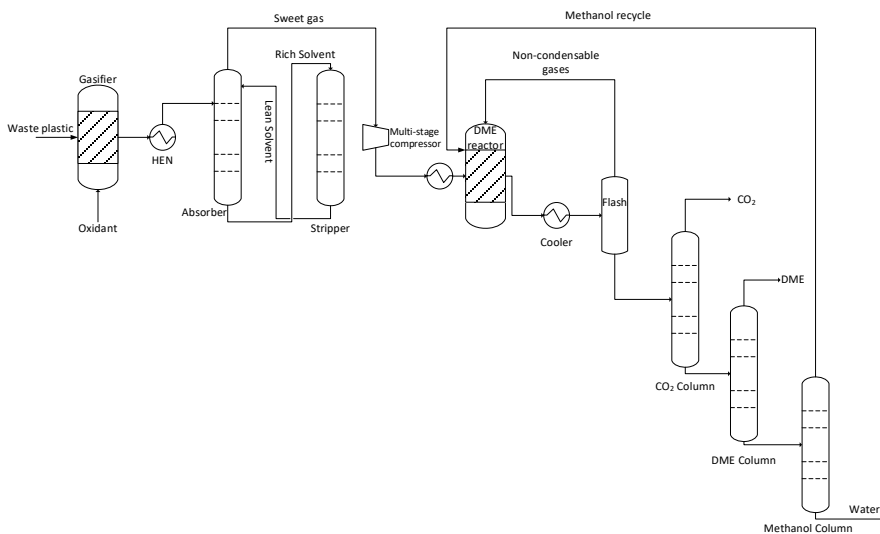 Methanol recycle
Sweet gas
Rich Solvent
Non-condensable
gases
Gasifier
Waste plastic
Lean Solvent
Multi-stage
compressor
DME
reactor
HEN
Absorber
Stripper
Oxidant
Cooler
Flash
CO₂
DME
CO₂ Column
DME Column
Water
Methanol Column